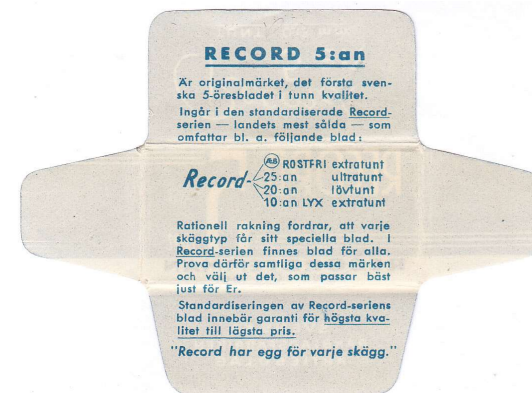 RECORD 5:an
Är originalmärket, det första sven-
ska 5-öresbladet i tunn kvalitet.
Ingår i den standardiserade Record-
serien — landets mest sålda — som
omfattar bl. a. följande blad:
ROSTFRI extratunt
Record- 25:an ultratunt
20:an lövtunt
10:an LYX extratunt
Rationell rakning fordrar, att varje
skäggtyp får sitt speciella blad. I
Record-serien finnes blad för alla.
Prova därför samtliga dessa märken
och välj ut det, som passar bäst
just för Er.
Standardiseringen av Record-seriens
blad innebär garanti för högsta kva-
litet till lägsta pris.
"Record har egg för varje skägg."